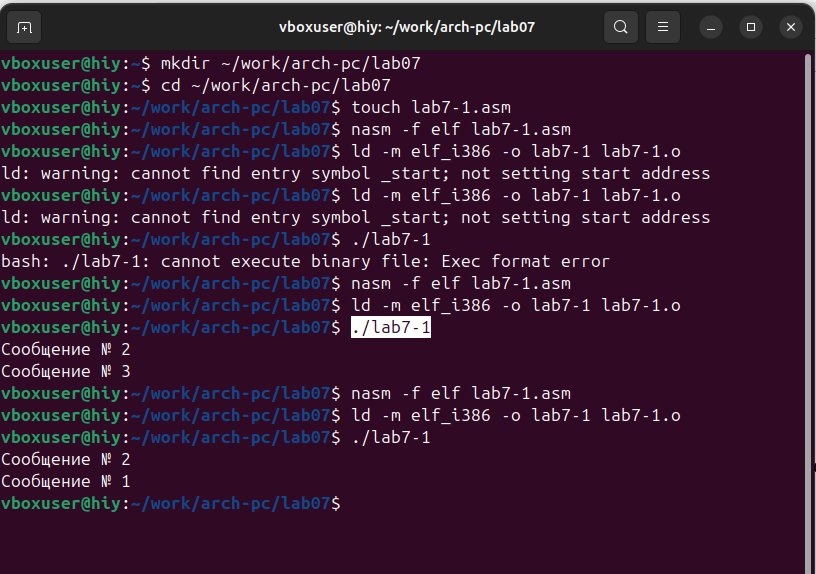 vboxuser@hiy: ~/work/arch-pc/lab07
vboxuser@hiy:~$ mkdir ~/work/arch-pc/lab07
vboxuser@hiy:~$ cd ~/work/arch-pc/lab07
vboxuser@hiy:~/work/arch-pc/lab07$ touch lab7-1.asm
vboxuser@hiy:~/work/arch-pc/lab07$ nasm -f elf lab7-1.asm
vboxuser@hiy:~/work/arch-pc/lab07$ ld -m elf_i386 -o lab7-1 lab7-1.o
ld: warning: cannot find entry symbol _start; not setting start address
vboxuser@hiy:~/work/arch-pc/lab07$ ld -m elf_i386 -o lab7-1 lab7-1.o
ld: warning: cannot find entry symbol _start; not setting start address
vboxuser@hiy:~/work/arch-pc/lab07$ ./lab7-1
bash: ./lab7-1: cannot execute binary file: Exec format error
vboxuser@hiy:~/work/arch-pc/lab07$ nasm -f elf lab7-1.asm
vboxuser@hiy:~/work/arch-pc/lab07$ ld -m elf_i386 -o lab7-1 lab7-1.o
vboxuser@hiy:~/work/arch-pc/lab07$ ./lab7-1
Сообщение № 2
Сообщение № 3
vboxuser@hiy:~/work/arch-pc/lab07$ nasm -f elf lab7-1.asm
vboxuser@hiy:~/work/arch-pc/lab07$ ld -m elf_i386 -o lab7-1 lab7-1.o
vboxuser@hiy:~/work/arch-pc/lab07$ ./lab7-1
Сообщение № 2
Сообщение № 1
vboxuser@hiy:~/work/arch-pc/lab07$